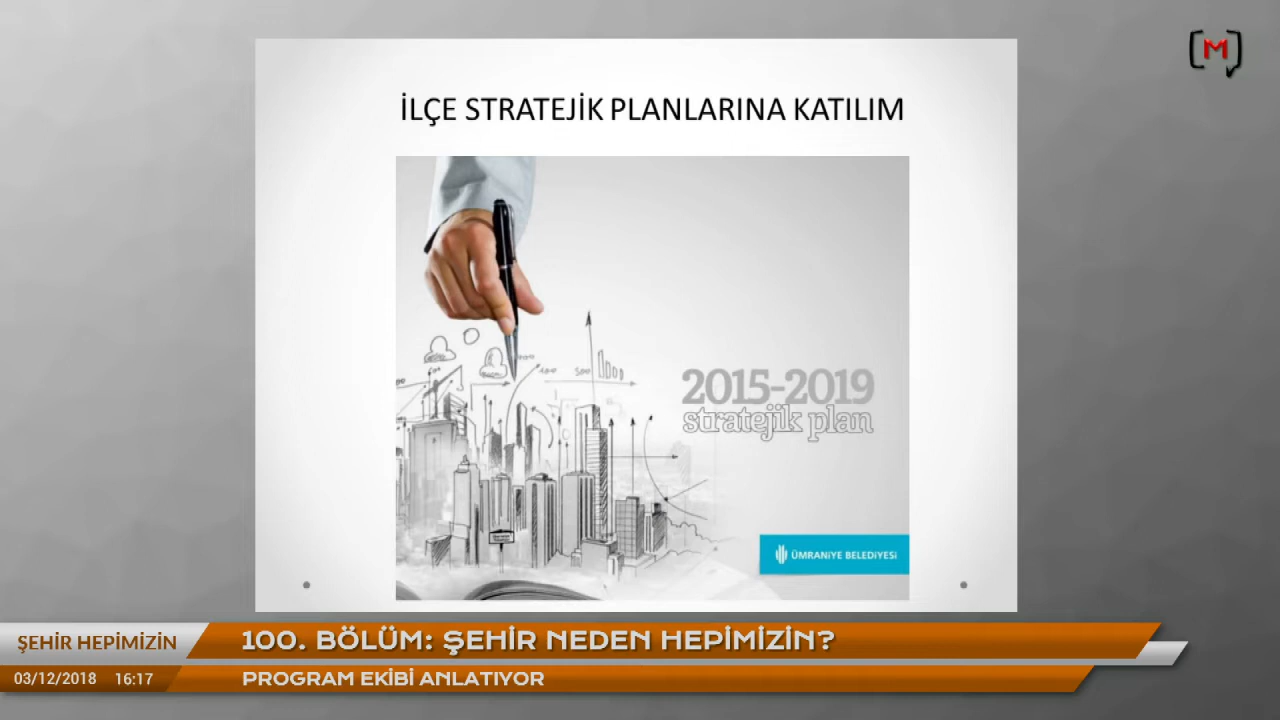 [M]
İLÇE STRATEJİK PLANLARINA KATILIM
2015-2019
stratejik plan
ÜMRANİYE BELEDİYESİ
ŞEHİR HEPİMİZİN
100. BÖLÜM: ŞEHİR NEDEN HEPİMİZİN?
03/12/2018 16:17
PROGRAM EKİBİ ANLATIYOR